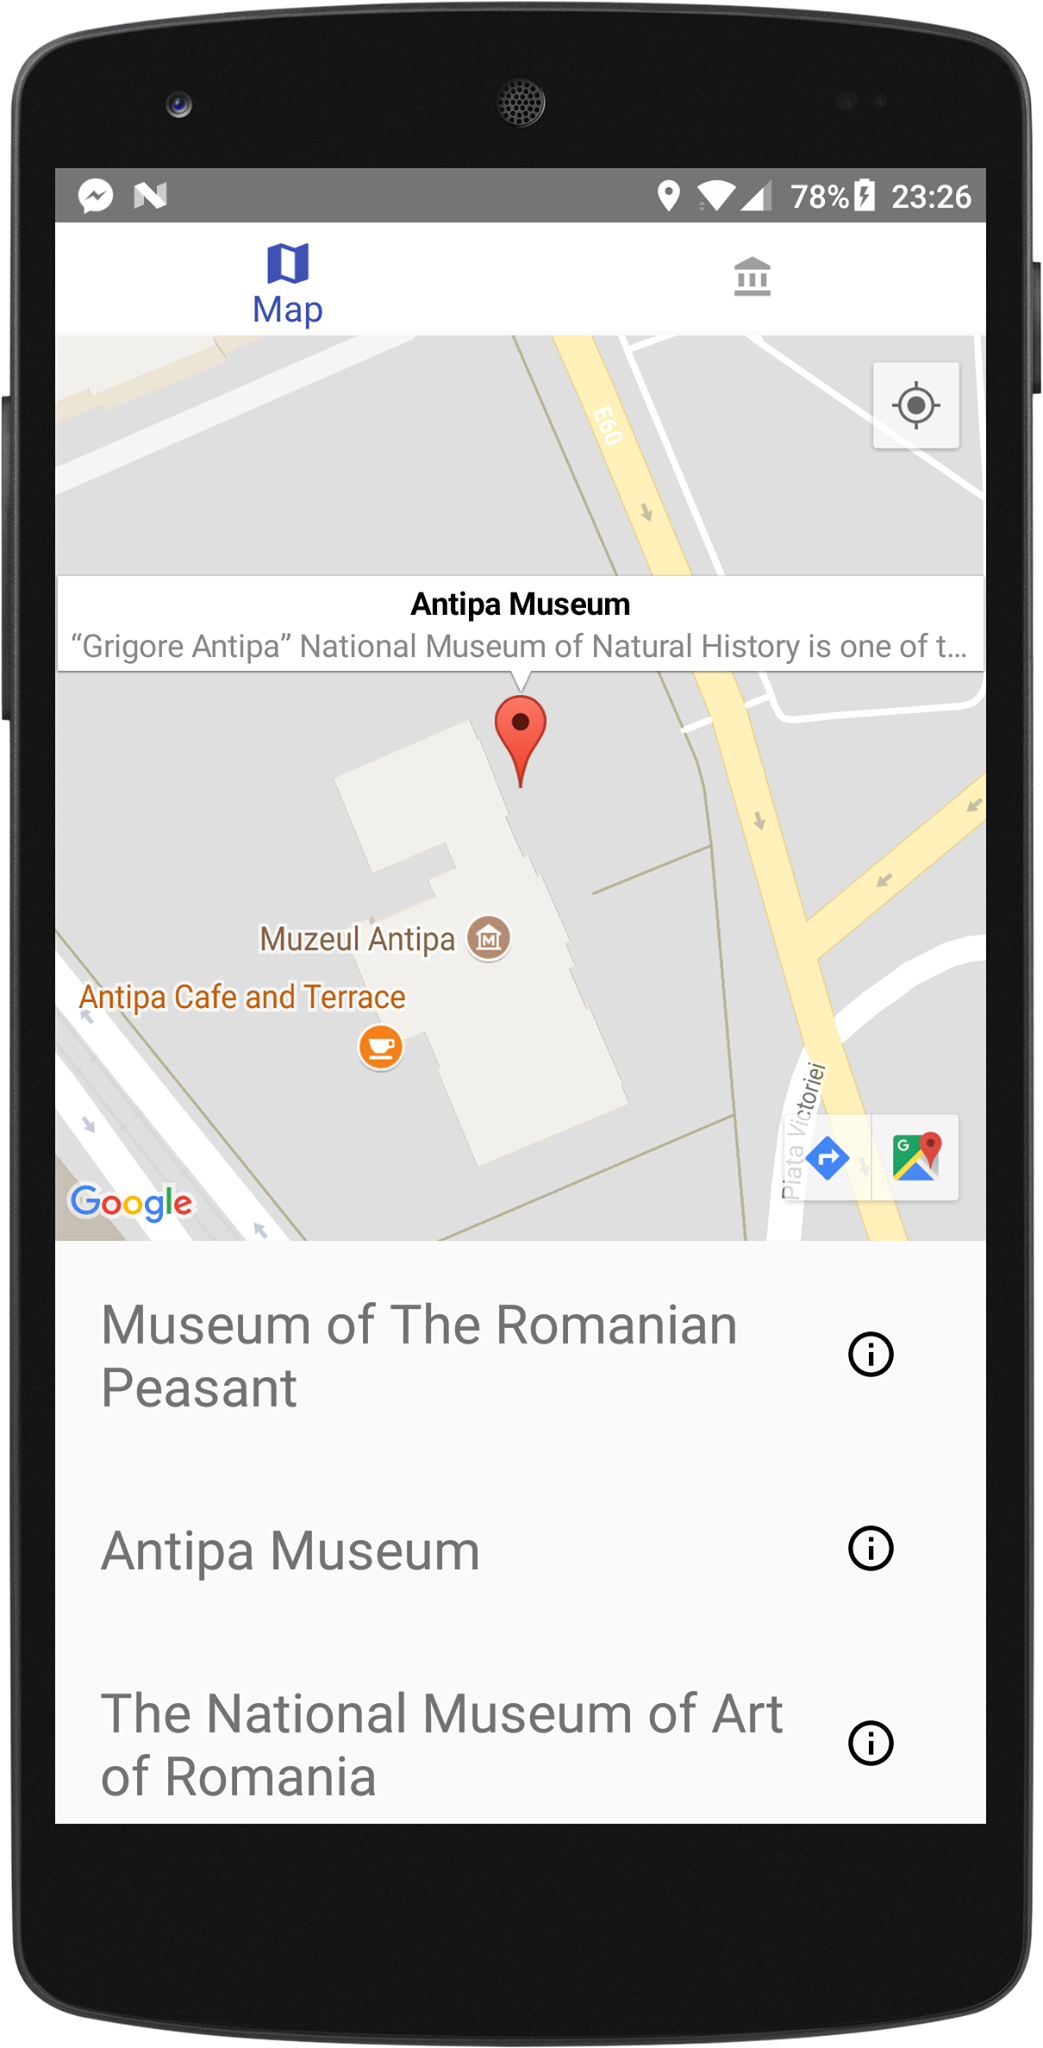 78% 23:26
Map
E60
Antipa Museum
“Grigore Antipa” National Museum of Natural History is one of t...
Muzeul Antipa
Antipa Cafe and Terrace
Piața Victoriei
G
Google
Museum of The Romanian
Peasant
Antipa Museum
The National Museum of Art
of Romania